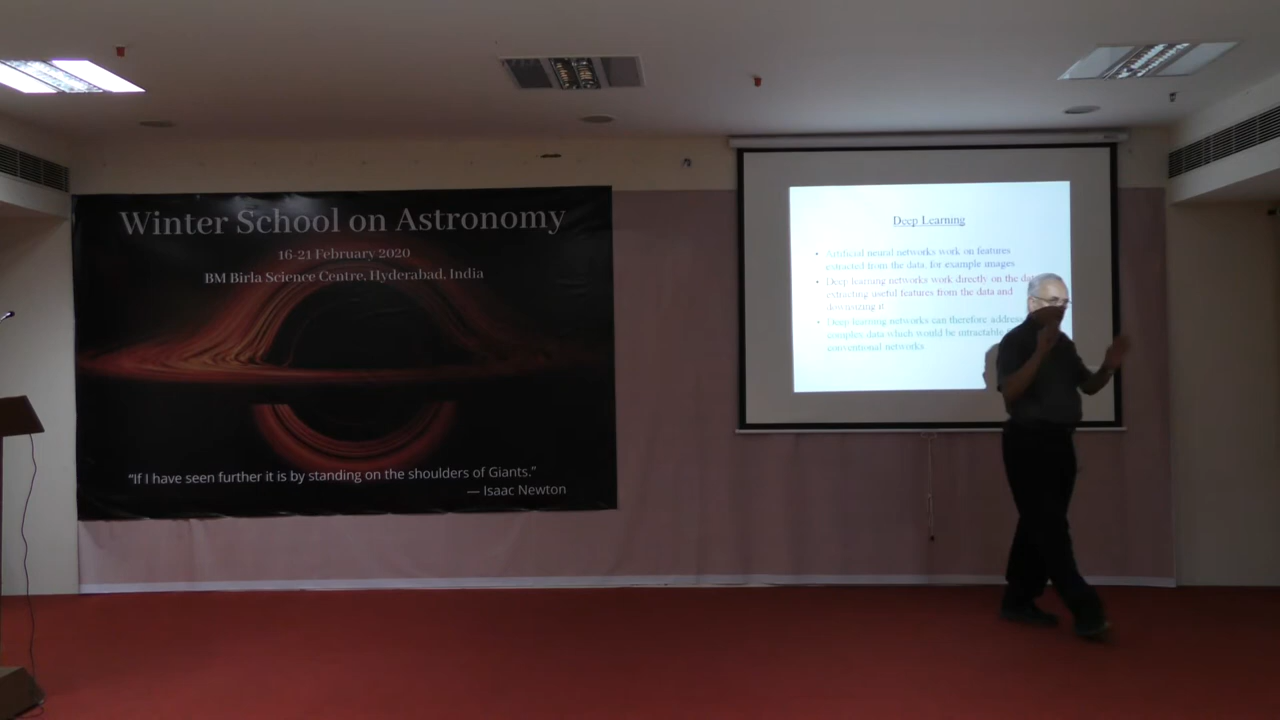 Winter School on Astronomy
16-21 February 2020
BM Birla Science Centre, Hyderabad, India
“If I have seen further it is by standing on the shoulders of Giants.”
— Isaac Newton
Deep Learning
• Artificial neural networks work on features
extracted from the data, for example images
• Deep learning networks work directly on the
extracting useful features from the data and
downsizing it
• Deep learning networks can therefore address
complex data which would be intractable
conventional networks